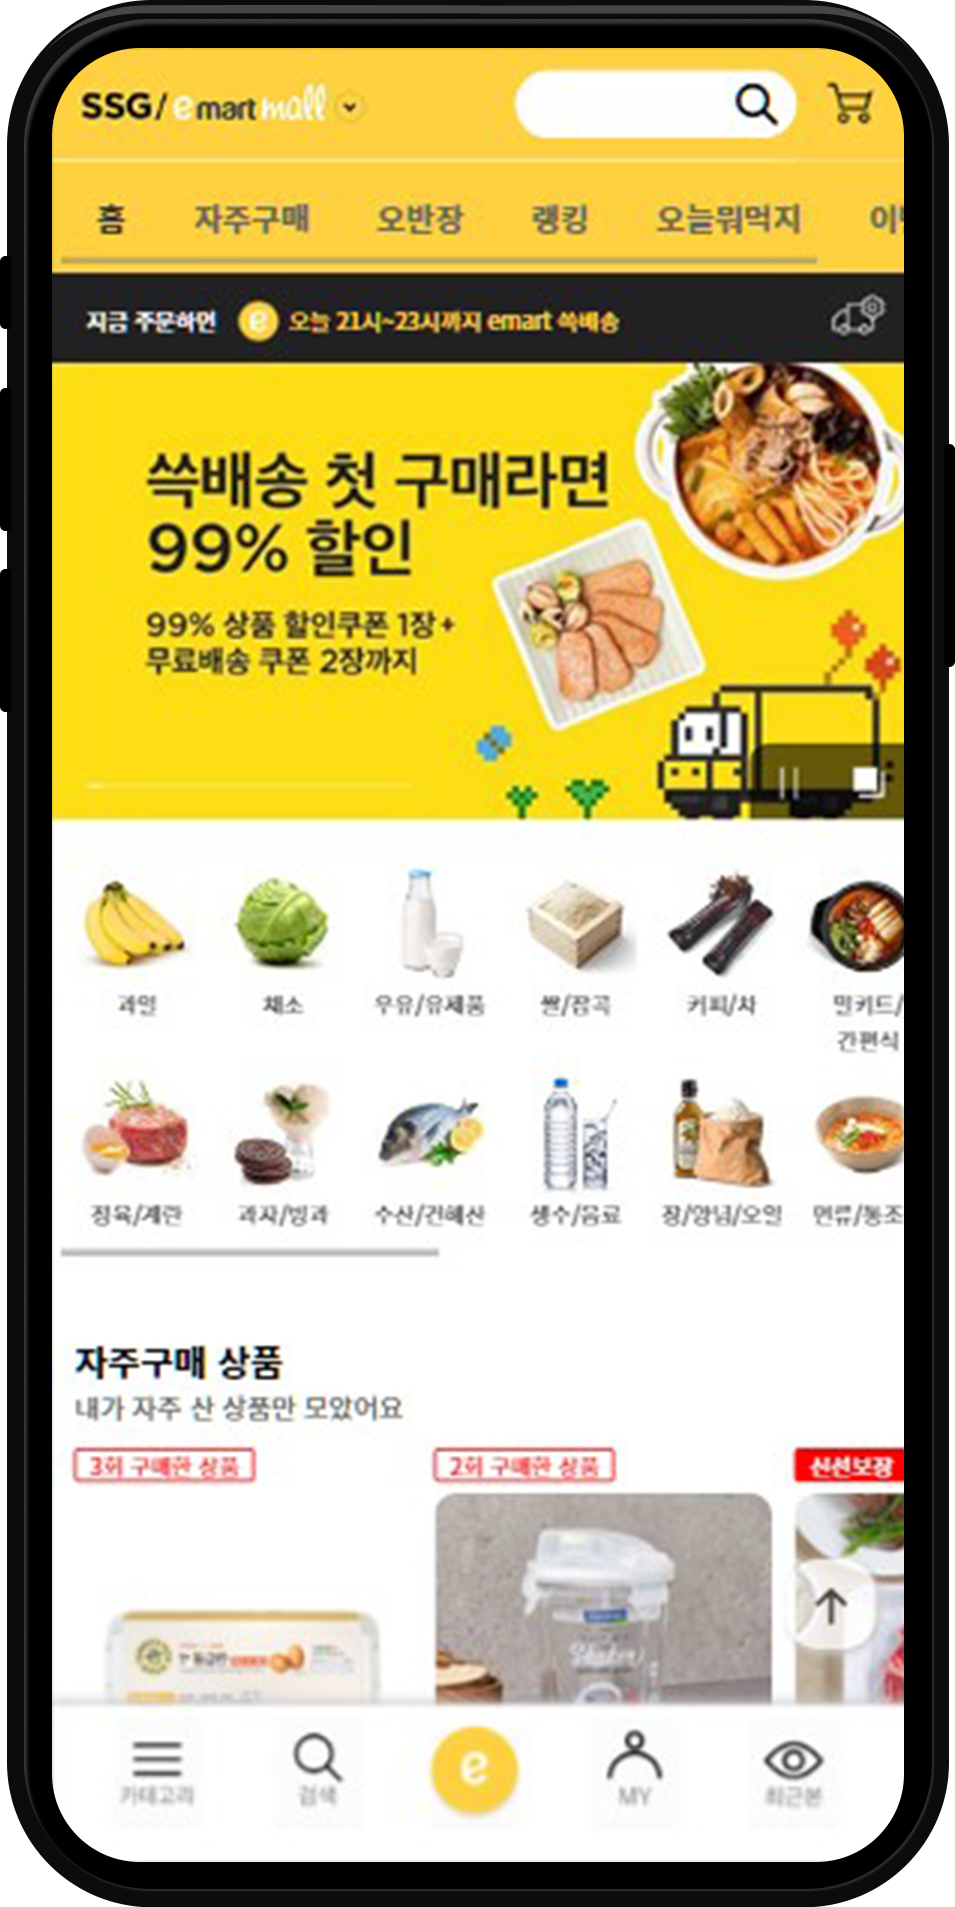 SSG/ emart mall
홈 자주구매 오반장 랭킹 오늘뭐먹지
지금 주문하면 e 오늘 21시~23시까지 emart 쓱배송
쓱배송 첫 구매라면
99% 할인
99% 상품 할인쿠폰 1장+
무료배송 쿠폰 2장까지
과일 채소 우유/유제품 쌀/잡곡 커피/차 밀키트/
간편식
정육/계란 과자/빙과 수산/건해산 생수/음료 장/양념/오일 면류/통조
자주구매 상품
내가 자주 산 상품만 모았어요
3회 구매한 상품 2회 구매한 상품 신선보장
Shaker
e
카테고리 검색 MY 최근본